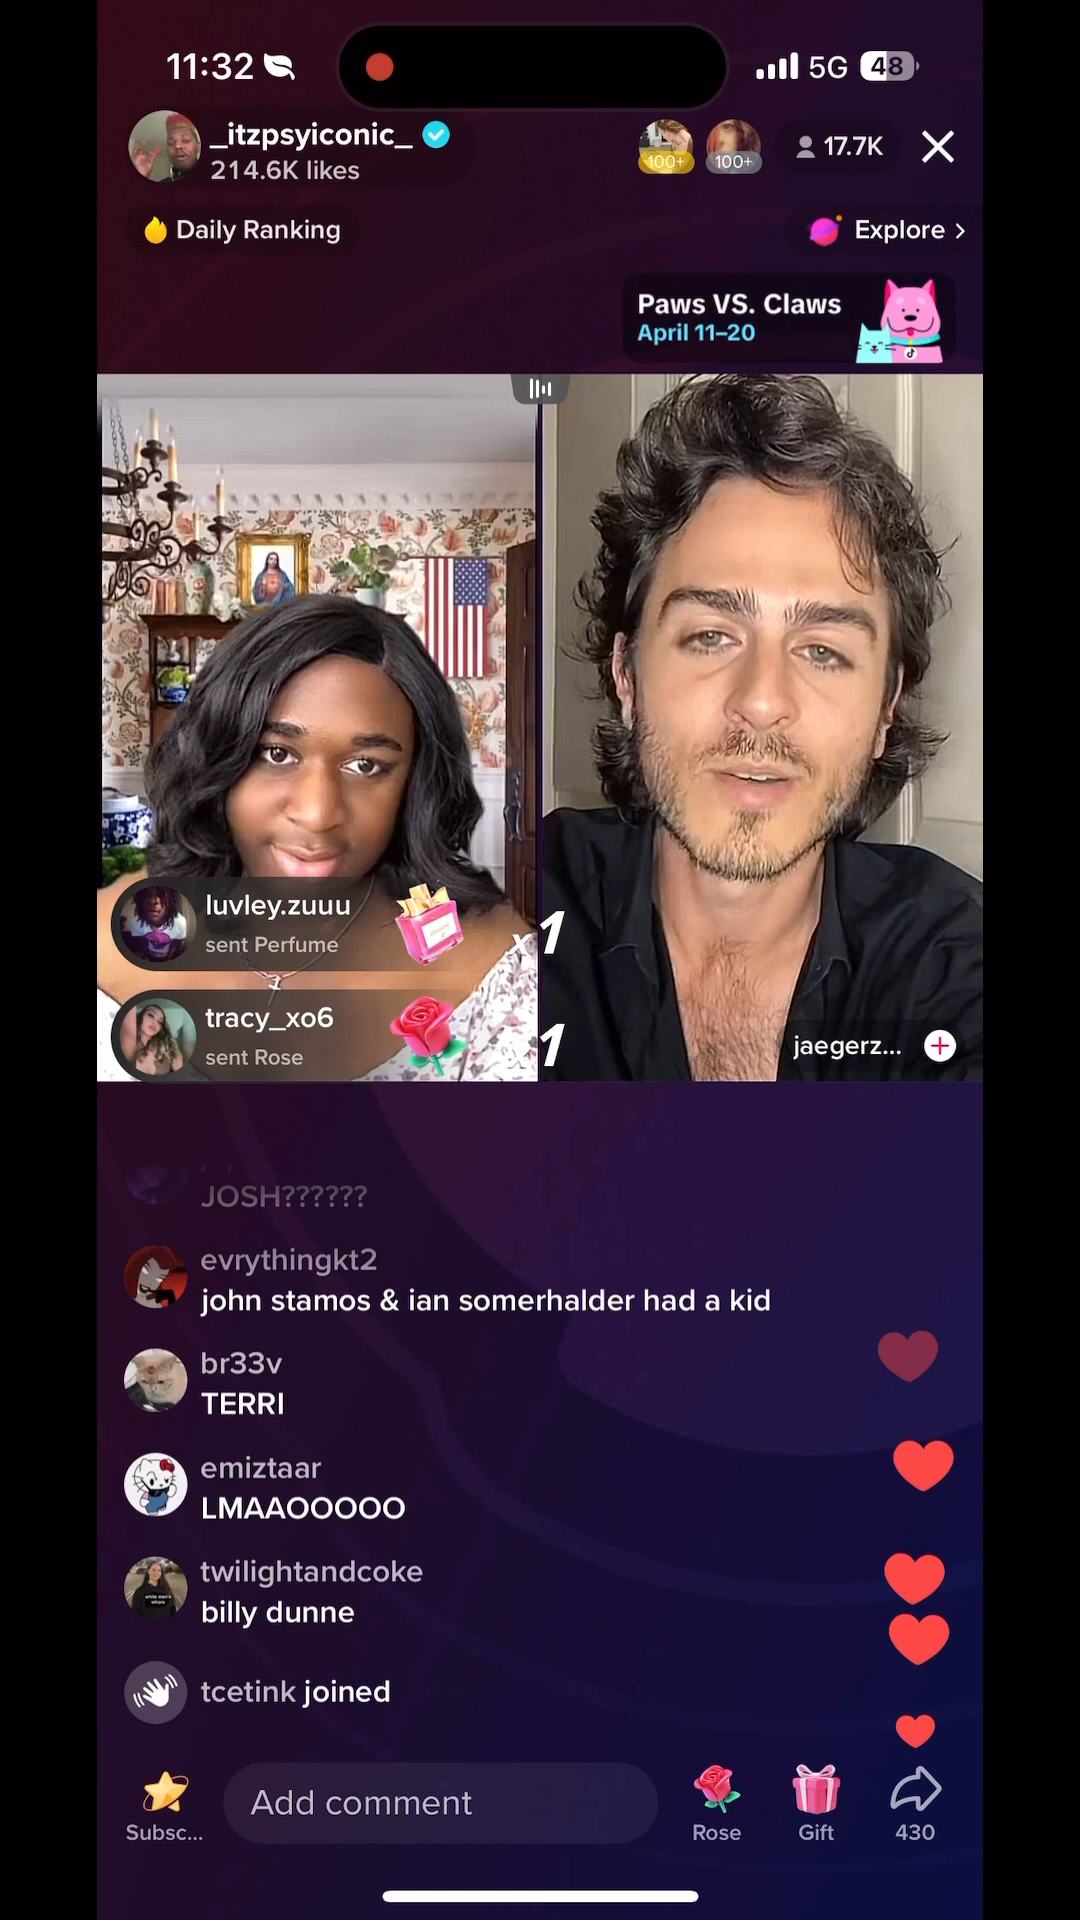 11:32
5G
48
_itzpsyiconic_
214.6K likes
100+
100+
17.7K
Daily Ranking
Explore >
Paws VS. Claws
April 11–20
luvley.zuuu
sent Perfume
x 1
tracy_xo6
sent Rose
x 1
jaegerz...
JOSH??????
evrythingkt2
john stamos & ian somerhalder had a kid
br33v
TERRI
emiztaar
LMAAOOOOO
twilightandcoke
billy dunne
tcetink joined
Subsc...
Add comment
Rose
Gift
430